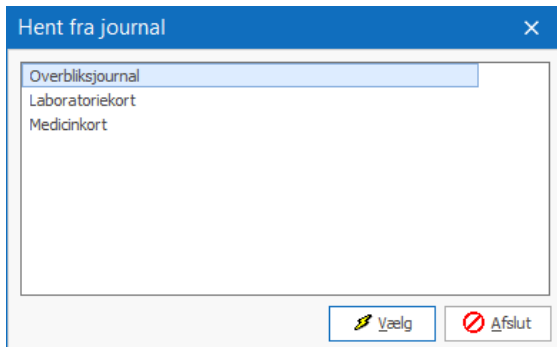 Hent fra journal
Overbliksjournal
Laboratoriekort
Medicinkort
Vælg
Afslut